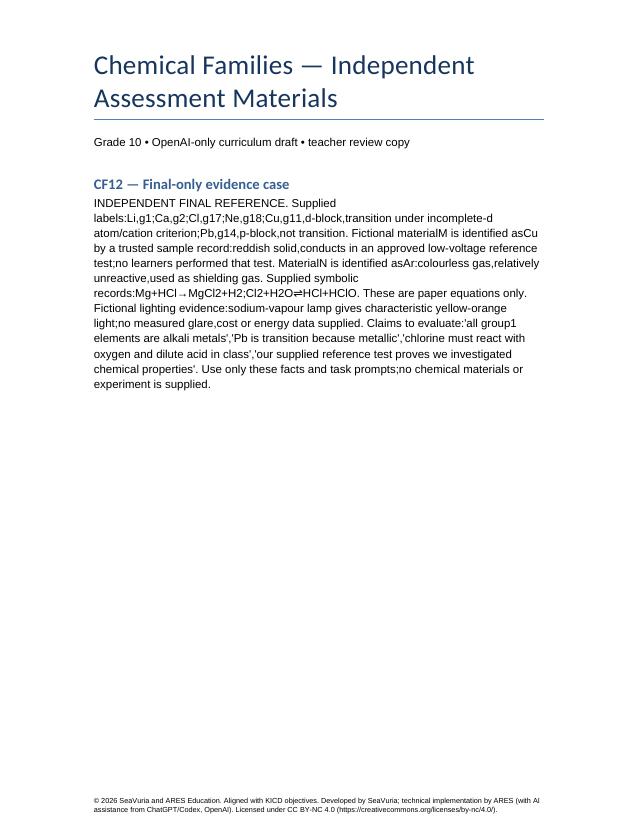 Chemical Families — Independent
Assessment Materials
Grade 10 • OpenAI-only curriculum draft • teacher review copy
CF12 — Final-only evidence case
INDEPENDENT FINAL REFERENCE. Supplied
labels:Li,g1;Ca,g2;Cl,g17;Ne,g18;Cu,g11,d-block,transition under incomplete-d
atom/cation criterion;Pb,g14,p-block,not transition. Fictional materialM is identified asCu
by a trusted sample record:reddish solid,conducts in an approved low-voltage reference
test;no learners performed that test. MaterialN is identified asAr:colourless gas,relatively
unreactive,used as shielding gas. Supplied symbolic
records:Mg+HCl→MgCl2+H2;Cl2+H2O⇌HCl+HClO. These are paper equations only.
Fictional lighting evidence:sodium-vapour lamp gives characteristic yellow-orange
light;no measured glare,cost or energy data supplied. Claims to evaluate:'all group1
elements are alkali metals','Pb is transition because metallic','chlorine must react with
oxygen and dilute acid in class','our supplied reference test proves we investigated
chemical properties'. Use only these facts and task prompts;no chemical materials or
experiment is supplied.
© 2026 SeaVuria and ARES Education. Aligned with KICD objectives. Developed by SeaVuria; technical implementation by ARES (with AI
assistance from ChatGPT/Codex, OpenAI). Licensed under CC BY-NC 4.0 (https://creativecommons.org/licenses/by-nc/4.0/).